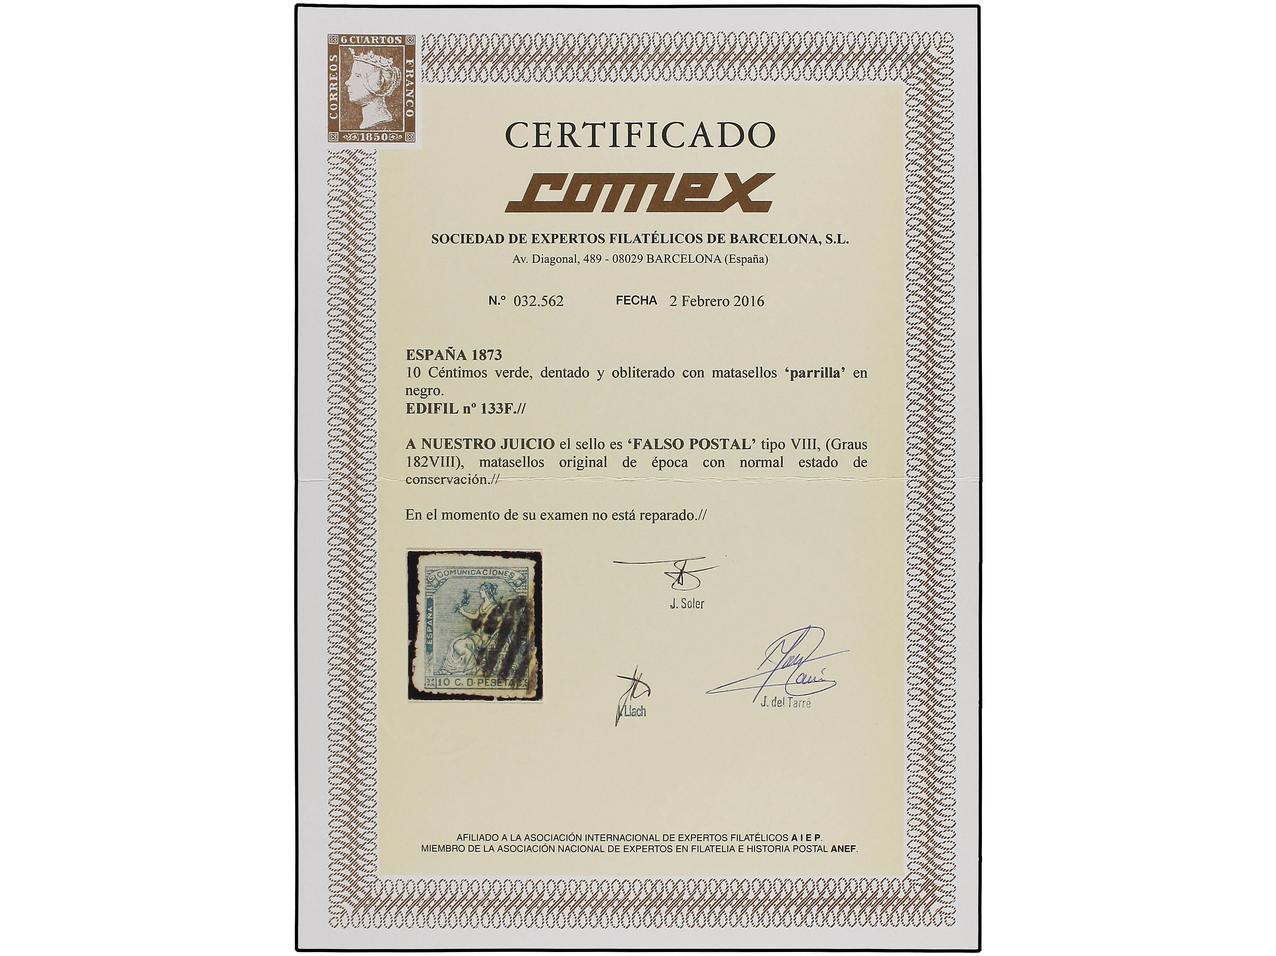 6 CUARTOS
CORREOS
FRANCO
1850
CERTIFICADO
comex
SOCIEDAD DE EXPERTOS FILATÉLICOS DE BARCELONA, S.L.
Av. Diagonal, 489 - 08029 BARCELONA (España)
N.º 032.562 FECHA 2 Febrero 2016
ESPAÑA 1873
10 Céntimos verde, dentado y obliterado con matasellos ‘parrilla’ en
negro.
EDIFIL nº 133F.//
A NUESTRO JUICIO el sello es ‘FALSO POSTAL’ tipo VIII, (Graus
182VIII), matasellos original de época con normal estado de
conservación.//
En el momento de su examen no está reparado.//
COMUNICACIONES
ESPAÑA
10 C. D PESETA
J. Soler
J. Llach
J. del Tarré
AFILIADO A LA ASOCIACIÓN INTERNACIONAL DE EXPERTOS FILATÉLICOS A I E P.
MIEMBRO DE LA ASOCIACIÓN NACIONAL DE EXPERTOS EN FILATELIA E HISTORIA POSTAL ANEF.